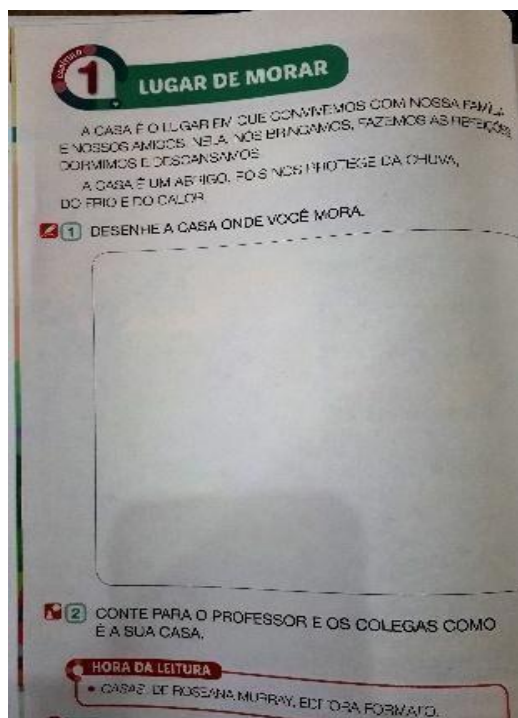 CAPÍTULO
1 LUGAR DE MORAR
A CASA É O LUGAR EM QUE CONVIVEMOS COM NOSSA FAMÍLIA
E NOSSOS AMIGOS. NELA, NÓS BRINCAMOS, FAZEMOS AS REFEIÇÕES,
DORMIMOS E DESCANSAMOS.
A CASA É UM ABRIGO, POIS NOS PROTEGE DA CHUVA,
DO FRIO E DO CALOR.
1 DESENHE A CASA ONDE VOCÊ MORA.
2 CONTE PARA O PROFESSOR E OS COLEGAS COMO
É A SUA CASA.
HORA DA LEITURA
• CASAS, DE ROSEANA MURRAY, EDITORA FORMATO.